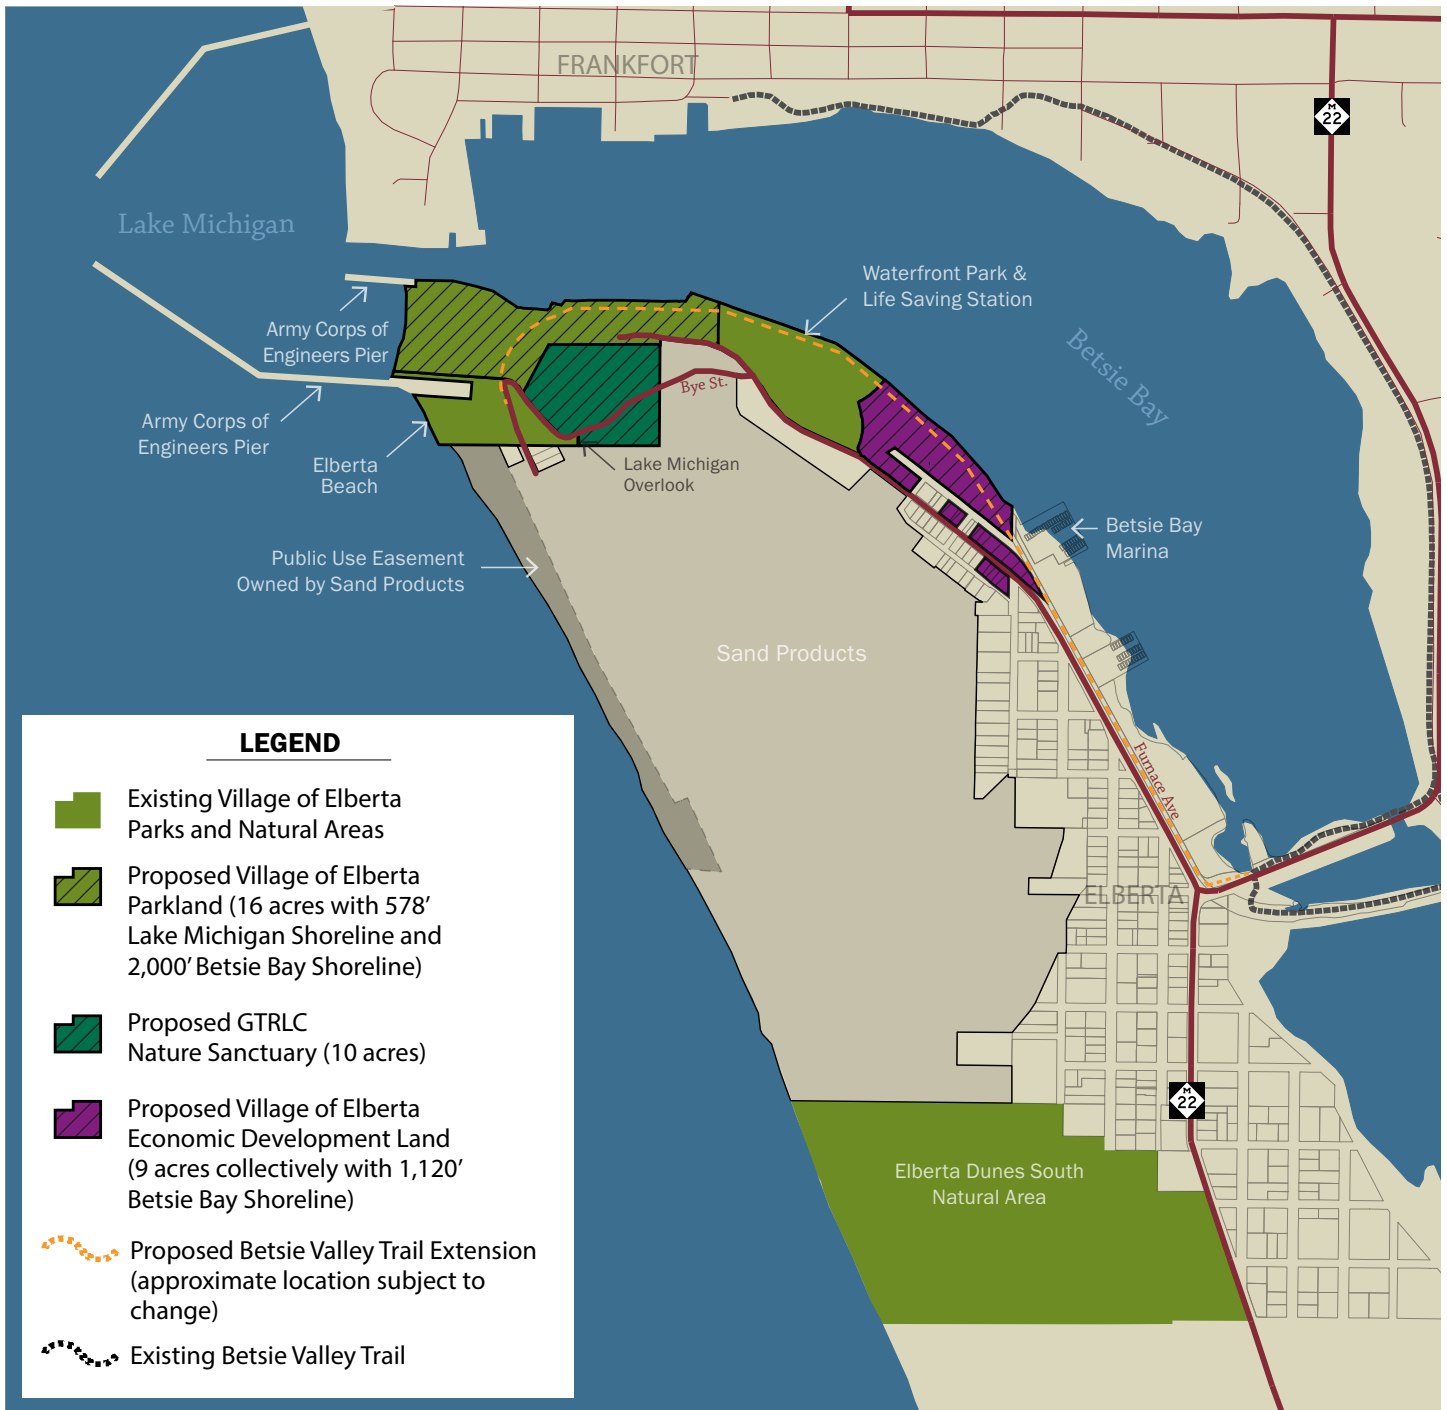 FRANKFORT
M
22
Lake Michigan
Waterfront Park &
Life Saving Station
Army Corps of
Engineers Pier
Betsie Bay
Bye St.
Army Corps of
Engineers Pier
Elberta
Beach
Lake Michigan
Overlook
Betsie Bay
Marina
Public Use Easement
Owned by Sand Products
Sand Products
Furnace Ave
ELBERTA
M
22
Elberta Dunes South
Natural Area
LEGEND
Existing Village of Elberta
Parks and Natural Areas
Proposed Village of Elberta
Parkland (16 acres with 578’
Lake Michigan Shoreline and
2,000’ Betsie Bay Shoreline)
Proposed GTRLC
Nature Sanctuary (10 acres)
Proposed Village of Elberta
Economic Development Land
(9 acres collectively with 1,120’
Betsie Bay Shoreline)
Proposed Betsie Valley Trail Extension
(approximate location subject to
change)
Existing Betsie Valley Trail